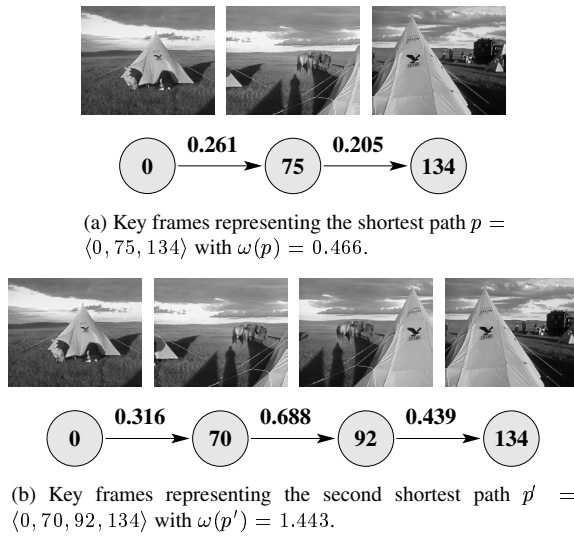 0.261 0.205
0 75 134
(a) Key frames representing the shortest path p =
⟨0, 75, 134⟩ with ω(p) = 0.466.
0.316 0.688 0.439
0 70 92 134
(b) Key frames representing the second shortest path p′ =
⟨0, 70, 92, 134⟩ with ω(p′) = 1.443.